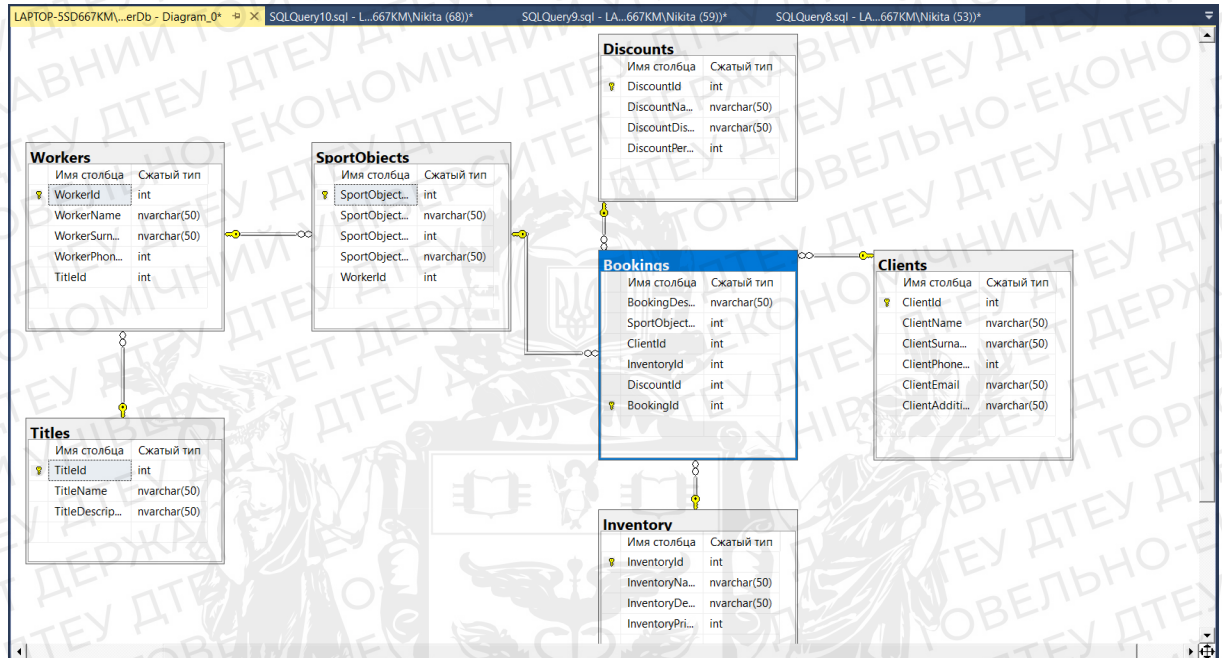 LAPTOP-5SD667KM\...erDb - Diagram_0* SQLQuery10.sql - L...667KM\Nikita (68))* SQLQuery9.sql - LA...667KM\Nikita (59))* SQLQuery8.sql - LA...667KM\Nikita (53))*
Discounts
Имя столбца Сжатый тип
DiscountId int
DiscountNa... nvarchar(50)
DiscountDis... nvarchar(50)
DiscountPer... int
Workers
Имя столбца Сжатый тип
WorkerId int
WorkerName nvarchar(50)
WorkerSurn... nvarchar(50)
WorkerPhon... int
TitleId int
SportObjects
Имя столбца Сжатый тип
SportObject... int
SportObject... nvarchar(50)
SportObject... int
SportObject... nvarchar(50)
WorkerId int
Bookings
Имя столбца Сжатый тип
BookingDes... nvarchar(50)
SportObject... int
ClientId int
InventoryId int
DiscountId int
BookingId int
Clients
Имя столбца Сжатый тип
ClientId int
ClientName nvarchar(50)
ClientSurna... nvarchar(50)
ClientPhone... int
ClientEmail nvarchar(50)
ClientAdditi... nvarchar(50)
Titles
Имя столбца Сжатый тип
TitleId int
TitleName nvarchar(50)
TitleDescrip... nvarchar(50)
Inventory
Имя столбца Сжатый тип
InventoryId int
InventoryNa... nvarchar(50)
InventoryDe... nvarchar(50)
InventoryPri... int